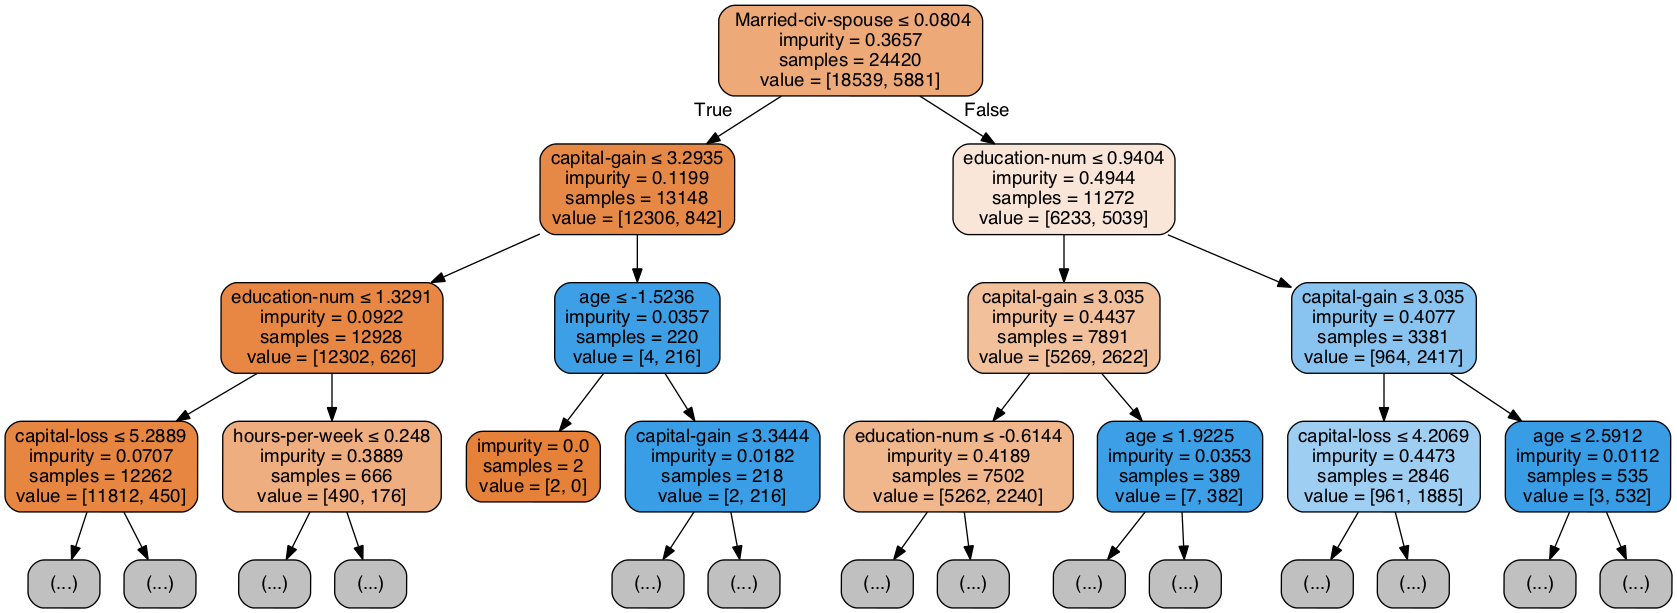 Married-civ-spouse ≤ 0.0804
impurity = 0.3657
samples = 24420
value = [18539, 5881]
True
False
capital-gain ≤ 3.2935
impurity = 0.1199
samples = 13148
value = [12306, 842]
education-num ≤ 0.9404
impurity = 0.4944
samples = 11272
value = [6233, 5039]
education-num ≤ 1.3291
impurity = 0.0922
samples = 12928
value = [12302, 626]
age ≤ -1.5236
impurity = 0.0357
samples = 220
value = [4, 216]
capital-gain ≤ 3.035
impurity = 0.4437
samples = 7891
value = [5269, 2622]
capital-gain ≤ 3.035
impurity = 0.4077
samples = 3381
value = [964, 2417]
capital-loss ≤ 5.2889
impurity = 0.0707
samples = 12262
value = [11812, 450]
hours-per-week ≤ 0.248
impurity = 0.3889
samples = 666
value = [490, 176]
impurity = 0.0
samples = 2
value = [2, 0]
capital-gain ≤ 3.3444
impurity = 0.0182
samples = 218
value = [2, 216]
education-num ≤ -0.6144
impurity = 0.4189
samples = 7502
value = [5262, 2240]
age ≤ 1.9225
impurity = 0.0353
samples = 389
value = [7, 382]
capital-loss ≤ 4.2069
impurity = 0.4473
samples = 2846
value = [961, 1885]
age ≤ 2.5912
impurity = 0.0112
samples = 535
value = [3, 532]
(...)
(...)
(...)
(...)
(...)
(...)
(...)
(...)
(...)
(...)
(...)
(...)
(...)
(...)